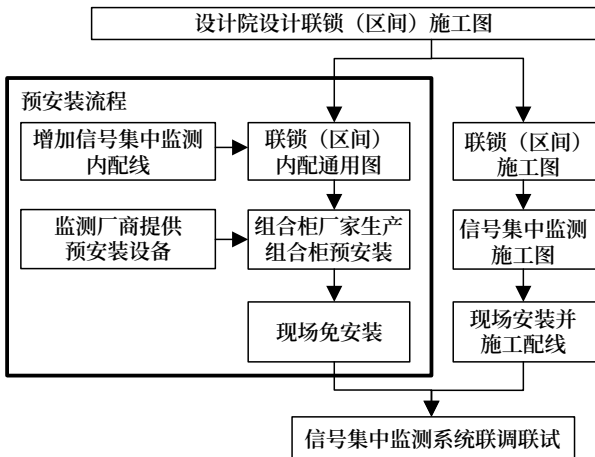 设计院设计联锁（区间）施工图
预安装流程
增加信号集中监测
内配线
联锁（区间）
内配通用图
联锁（区间）
施工图
监测厂商提供
预安装设备
组合柜厂家生产
组合柜预安装
信号集中监测
施工图
现场免安装
现场安装并
施工配线
信号集中监测系统联调联试